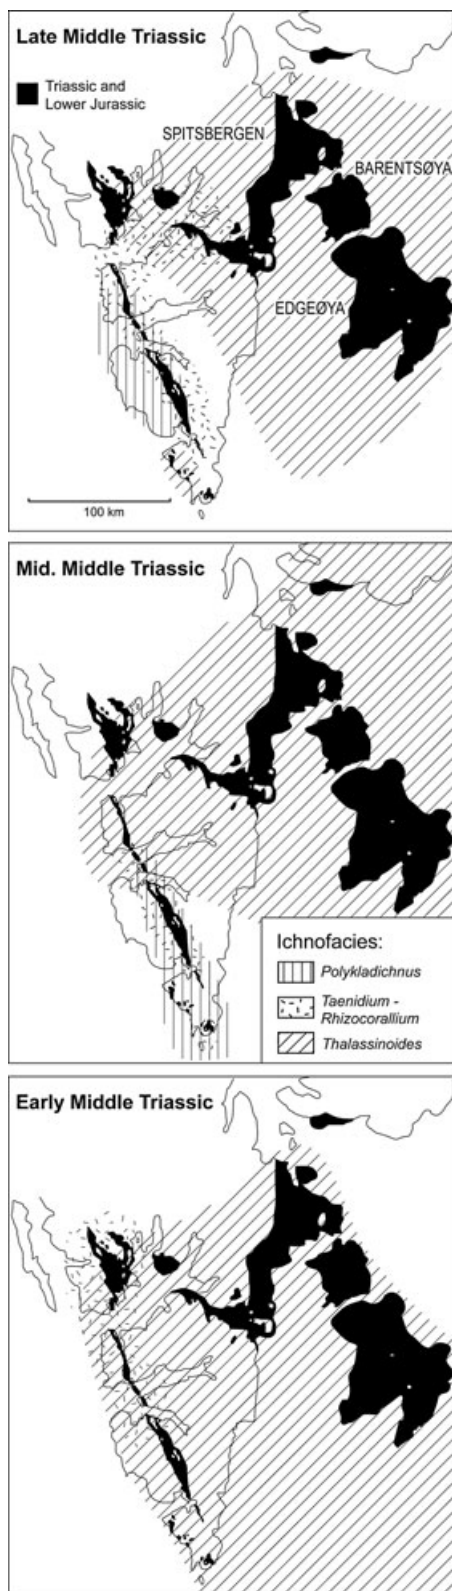 Late Middle Triassic
Triassic and
Lower Jurassic
SPITSBERGEN
BARENTSØYA
EDGEØYA
100 km
Mid. Middle Triassic
Ichnofacies:
Polykladichnus
Taenidium -
Rhizocorallium
Thalassinoides
Early Middle Triassic